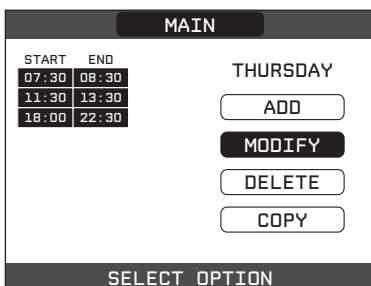 MAIN
START END
07:30 08:30
11:30 13:30
18:00 22:30
THURSDAY
ADD
MODIFY
DELETE
COPY
SELECT OPTION